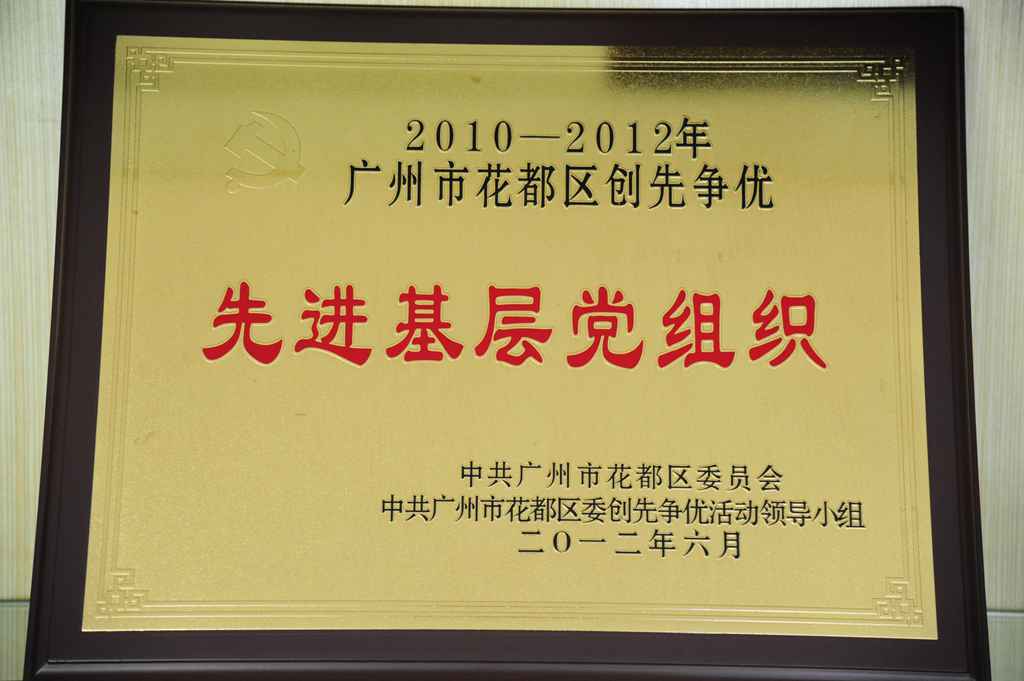 2010—2012年
广州市花都区创先争优
先进基层党组织
中共广州市花都区委员会
中共广州市花都区委创先争优活动领导小组
二〇一二年六月